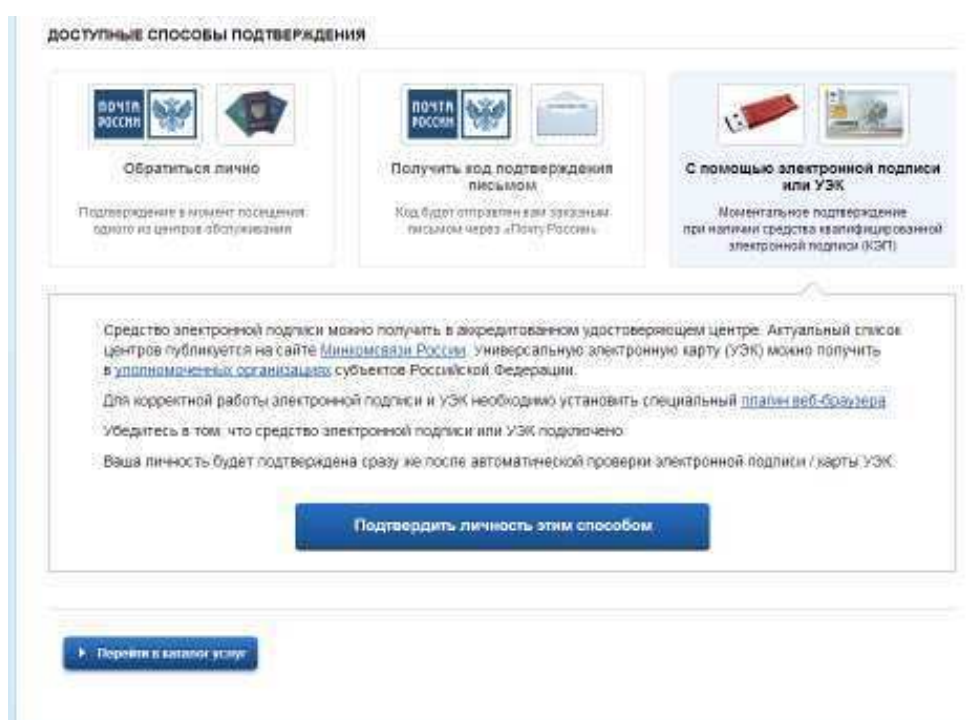 ДОСТУПНЫЕ СПОСОБЫ ПОДТВЕРЖДЕНИЯ
ПОЧТА РОССИИ
ПОЧТА РОССИИ
Обратиться лично
Подтверждение в момент посещения
одного из центров обслуживания
Получить код подтверждения
письмом
Код будет отправлен вам заказным
письмом через «Почту России»
С помощью электронной подписи
или УЭК
Моментальное подтверждение
при наличии средства квалифицированной
электронной подписи (КЭП)
Средство электронной подписи можно получить в аккредитованном удостоверяющем центре. Актуальный список
центров публикуется на сайте Минкомсвязи России. Универсальную электронную карту (УЭК) можно получить
в уполномоченных организациях субъектов Российской Федерации.
Для корректной работы электронной подписи и УЭК необходимо установить специальный плагин веб-браузера
Убедитесь в том, что средство электронной подписи или УЭК подключено
Ваша личность будет подтверждена сразу же после автоматической проверки электронной подписи / карты УЭК
Подтвердить личность этим способом
Перейти в каталог услуг